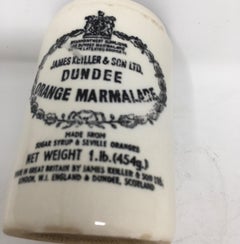 JAMES KEILLER & SON LTD.
DUNDEE
ORANGE MARMALADE
MADE FROM
SUGAR SYRUP & SEVILLE ORANGES
NET WEIGHT 1 lb. (454g.)
MADE IN GREAT BRITAIN BY JAMES KEILLER & SON LTD.
LONDON, W.I. ENGLAND & DUNDEE, SCOTLAND